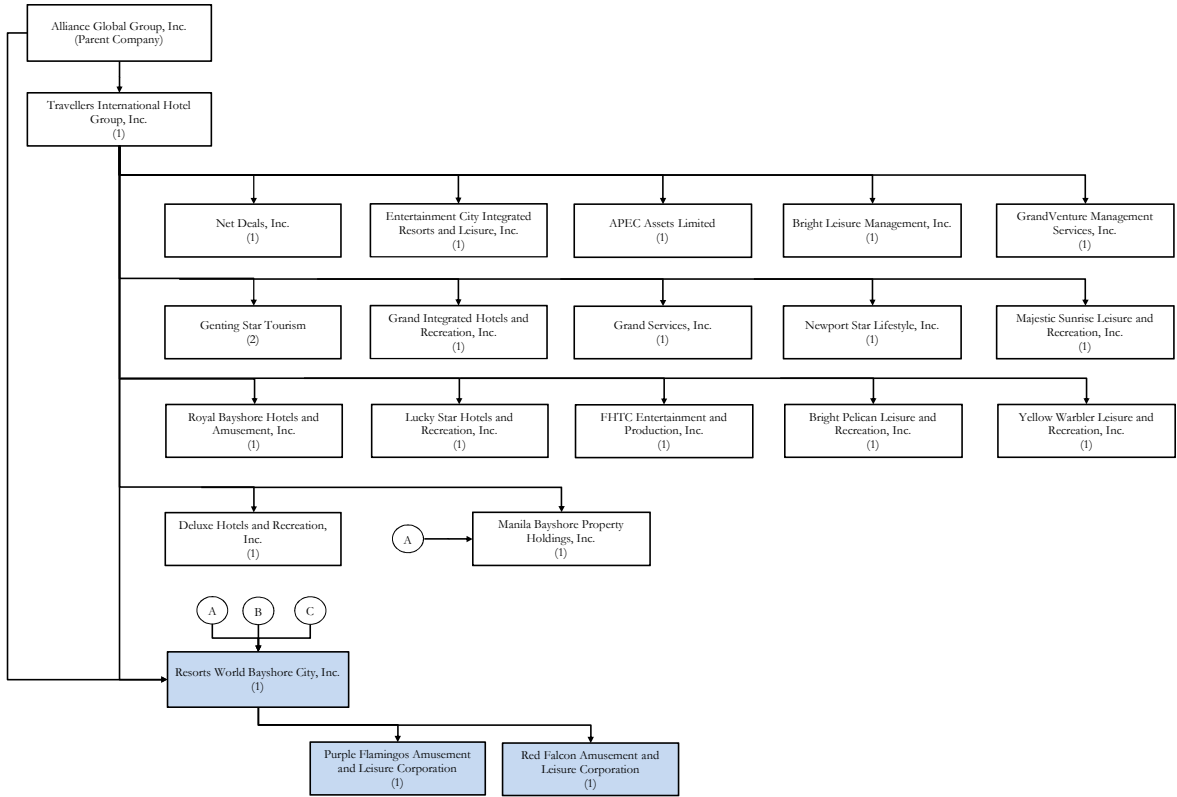 Alliance Global Group, Inc.
(Parent Company)
Travellers International Hotel
Group, Inc.
(1)
Net Deals, Inc.
(1)
Entertainment City Integrated
Resorts and Leisure, Inc.
(1)
APEC Assets Limited
(1)
Bright Leisure Management, Inc.
(1)
GrandVenture Management
Services, Inc.
(1)
Genting Star Tourism
(2)
Grand Integrated Hotels and
Recreation, Inc.
(1)
Grand Services, Inc.
(1)
Newport Star Lifestyle, Inc.
(1)
Majestic Sunrise Leisure and
Recreation, Inc.
(1)
Royal Bayshore Hotels and
Amusement, Inc.
(1)
Lucky Star Hotels and
Recreation, Inc.
(1)
FHTC Entertainment and
Production, Inc.
(1)
Bright Pelican Leisure and
Recreation, Inc.
(1)
Yellow Warbler Leisure and
Recreation, Inc.
(1)
Deluxe Hotels and Recreation,
Inc.
(1)
A
Manila Bayshore Property
Holdings, Inc.
(1)
A
B
C
Resorts World Bayshore City, Inc.
(1)
Purple Flamingos Amusement
and Leisure Corporation
(1)
Red Falcon Amusement and
Leisure Corporation
(1)